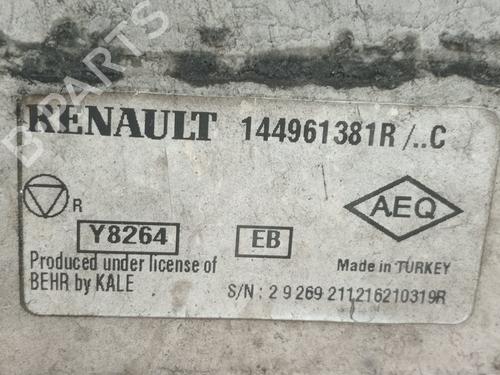 B-PARTS
RENAULT 144961381R /..C
R
Y8264 EB AEQ
Produced under license of
BEHR by KALE
Made in TURKEY
S/N : 2 9 269 211216210319R